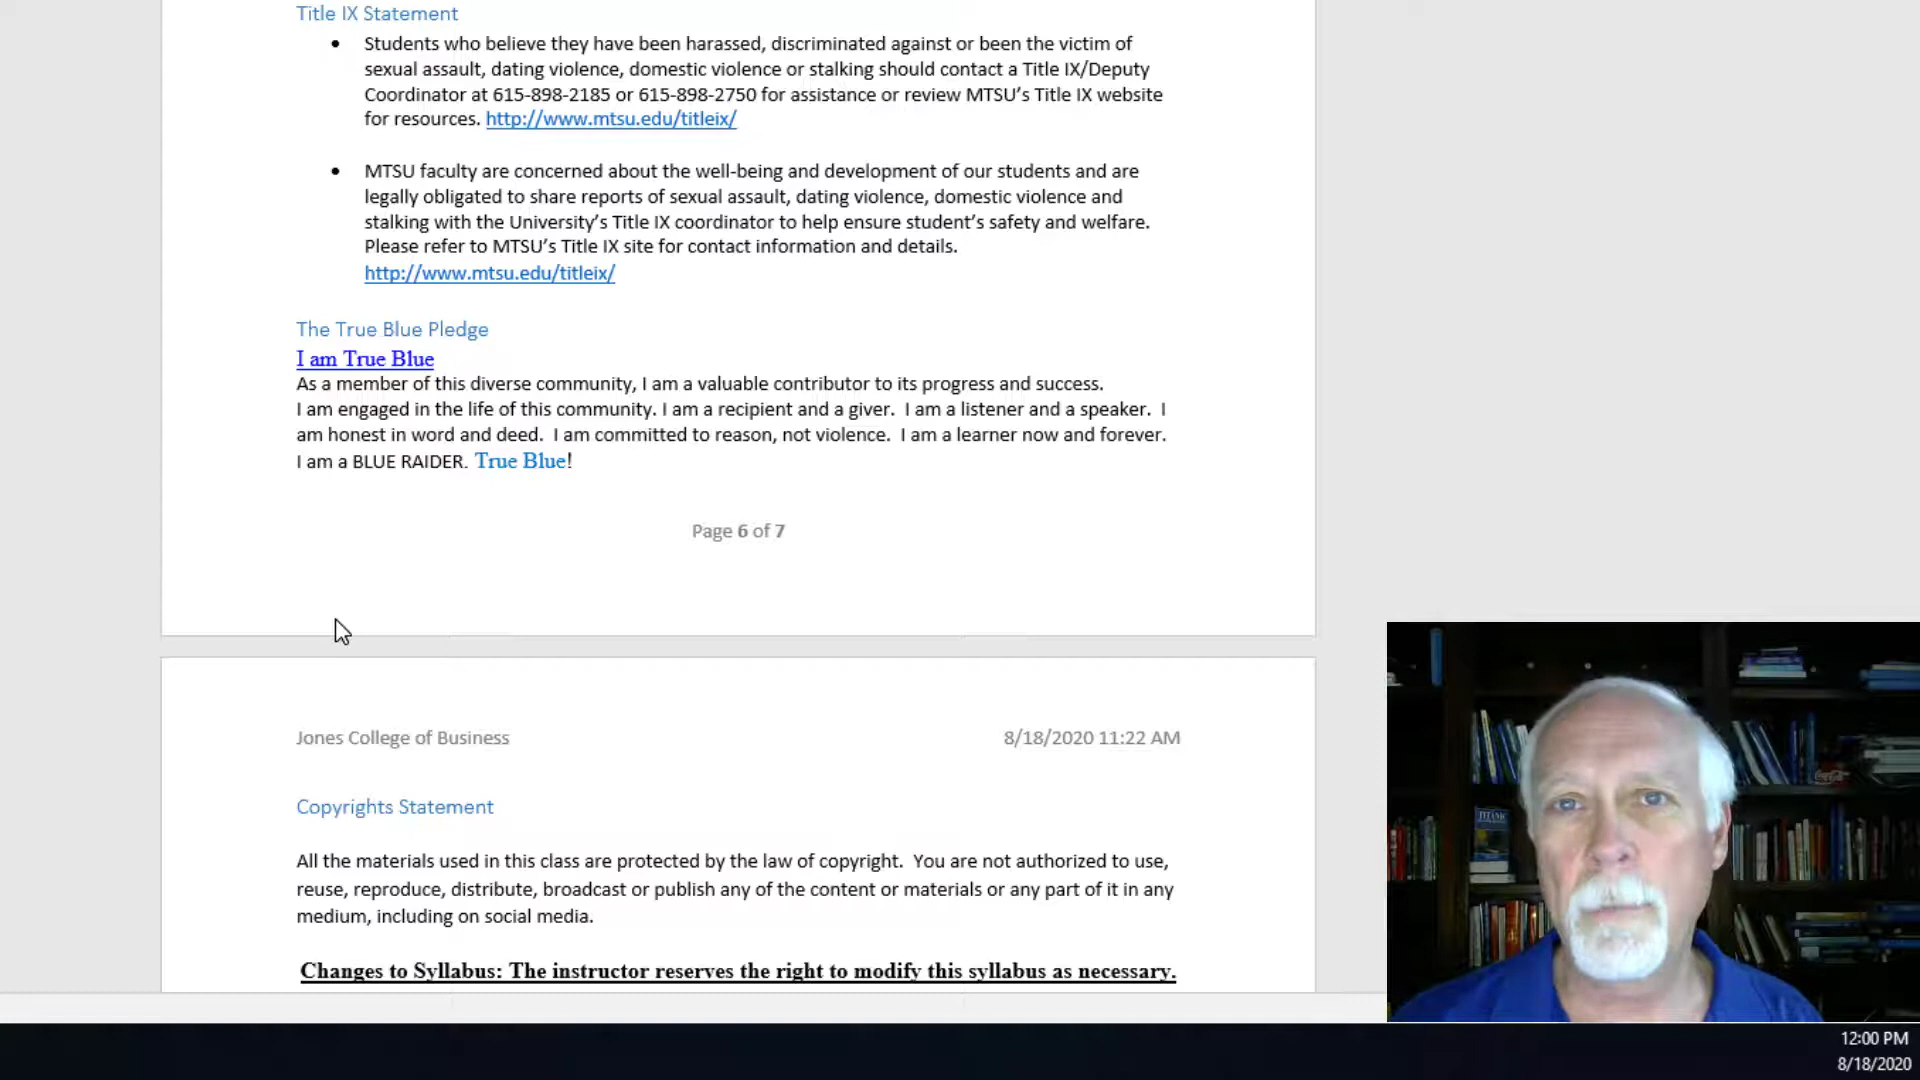 Title IX Statement
• Students who believe they have been harassed, discriminated against or been the victim of
sexual assault, dating violence, domestic violence or stalking should contact a Title IX/Deputy
Coordinator at 615-898-2185 or 615-898-2750 for assistance or review MTSU's Title IX website
for resources. http://www.mtsu.edu/titleix/
• MTSU faculty are concerned about the well-being and development of our students and are
legally obligated to share reports of sexual assault, dating violence, domestic violence and
stalking with the University's Title IX coordinator to help ensure student's safety and welfare.
Please refer to MTSU's Title IX site for contact information and details.
http://www.mtsu.edu/titleix/
The True Blue Pledge
I am True Blue
As a member of this diverse community, I am a valuable contributor to its progress and success.
I am engaged in the life of this community. I am a recipient and a giver.  I am a listener and a speaker.  I
am honest in word and deed.  I am committed to reason, not violence.  I am a learner now and forever.
I am a BLUE RAIDER. True Blue!
Page 6 of 7
Jones College of Business 8/18/2020 11:22 AM
Copyrights Statement
All the materials used in this class are protected by the law of copyright.  You are not authorized to use,
reuse, reproduce, distribute, broadcast or publish any of the content or materials or any part of it in any
medium, including on social media.
Changes to Syllabus: The instructor reserves the right to modify this syllabus as necessary.
TITANIC
Coca-Cola
12:00 PM
8/18/2020